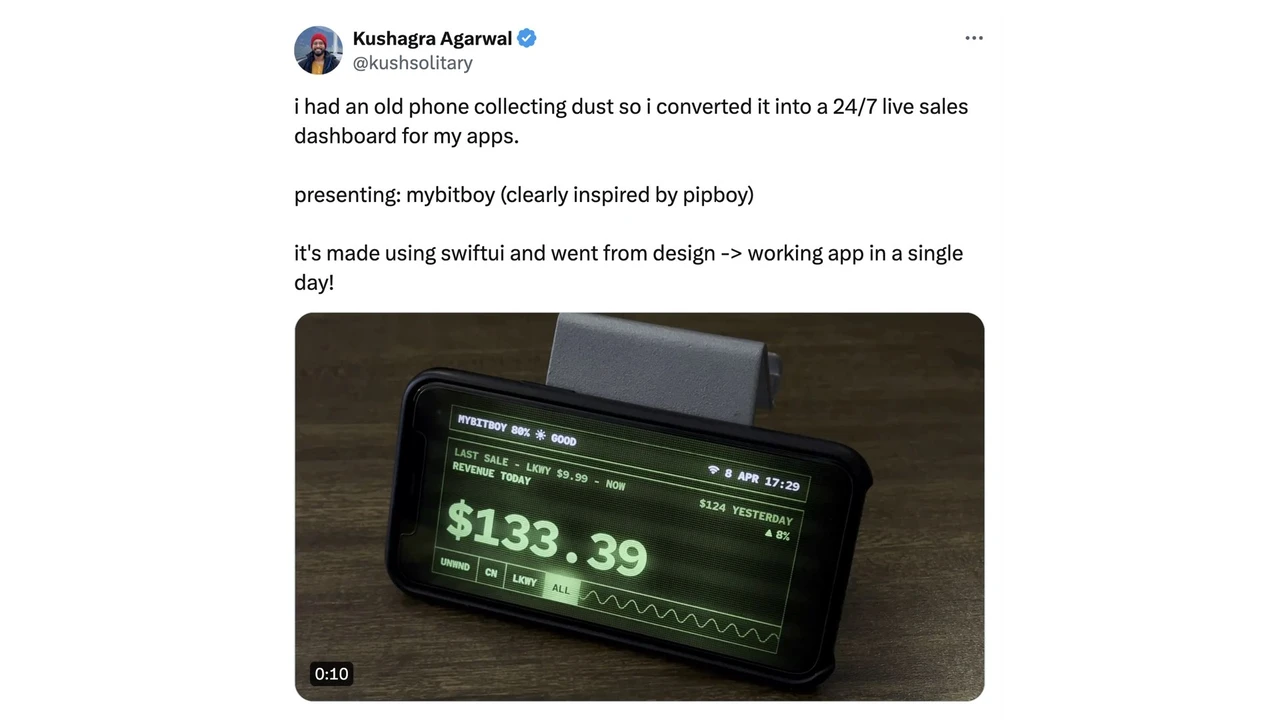 Kushagra Agarwal
@kushsolitary
i had an old phone collecting dust so i converted it into a 24/7 live sales
dashboard for my apps.
presenting: mybitboy (clearly inspired by pipboy)
it's made using swiftui and went from design -> working app in a single
day!
MYBITBOY 80% ☀ GOOD
8 APR 17:29
LAST SALE - LKWY $9.99 - NOW
REVENUE TODAY
$124 YESTERDAY
▲ 8%
$133.39
UNWND CN LKWY ALL
0:10